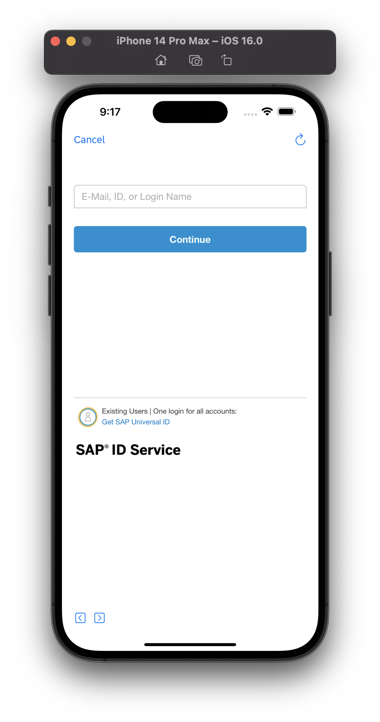 iPhone 14 Pro Max – iOS 16.0
9:17
Cancel
E-Mail, ID, or Login Name
Continue
Existing Users | One login for all accounts:
Get SAP Universal ID
SAP® ID Service